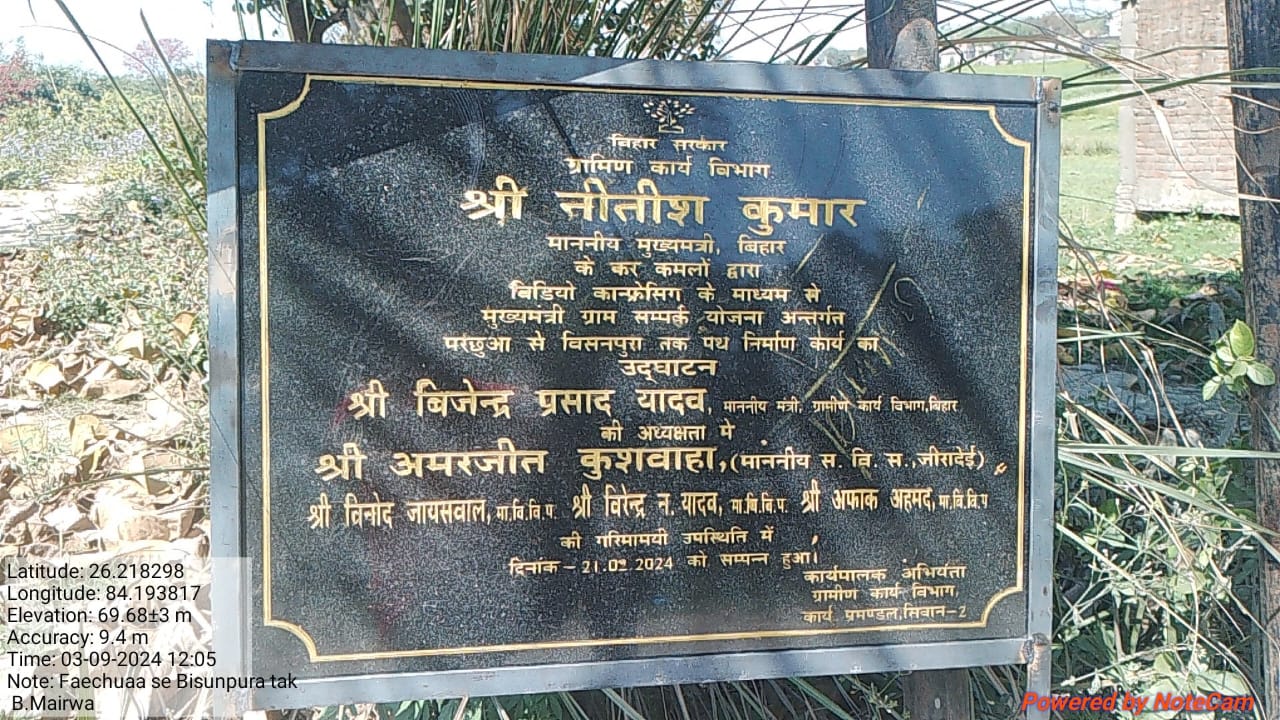 बिहार सरकार
ग्रामिण कार्य विभाग
श्री नीतीश कुमार
माननीय मुख्यमत्री, बिहार
के कर कमलों द्वारा
बिडियो कान्फ्रेसिग के माध्यम से
मुख्यमंत्री ग्राम सम्पर्क योजना अन्तर्गत
परछुआ से विसनपुरा तक पथ निर्माण कार्य का
उद्घाटन
श्री बिजेन्द्र प्रसाद यादव, माननीय मंत्री, ग्रामीण कार्य विभाग,बिहार
की अध्यक्षता मे
श्री अमरजीत कुशवाहा,(माननीय स. वि. स.,जीरादेई)
श्री विनोद जायसवाल, मा.वि.वि.प. श्री विरेन्द्र न. यादव, मा.बि.बि.प. श्री अफाक अहमद, मा.वि.वि.प
की गरिमामयी उपस्थिति में
दिनांक - 21.02.2024 को सम्पन्न हुआ।
कार्यपालक अभियंता
ग्रामीण कार्य विभाग,
कार्य. प्रमण्डल,सिवान-2
Latitude: 26.218298
Longitude: 84.193817
Elevation: 69.68±3 m
Accuracy: 9.4 m
Time: 03-09-2024 12:05
Note: Faechuaa se Bisunpura tak
B.Mairwa
Powered by NoteCam